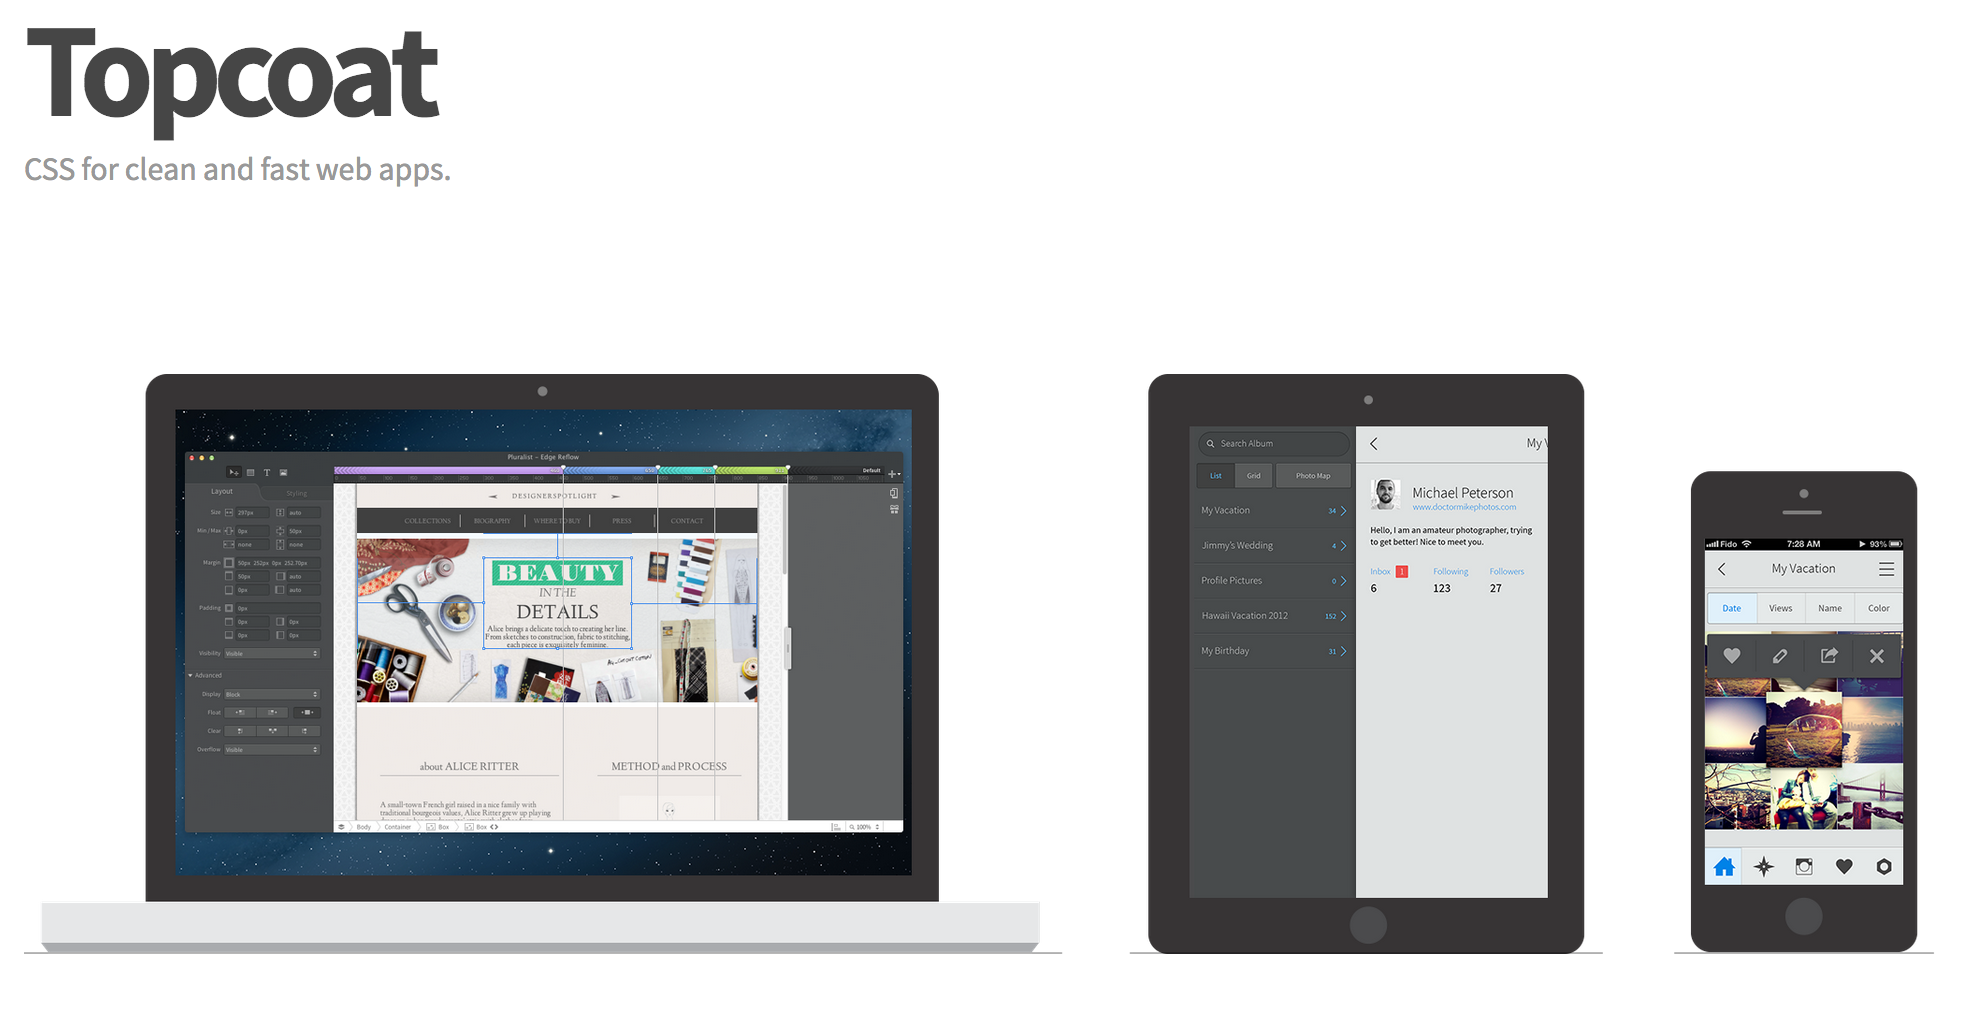 Topcoat
CSS for clean and fast web apps.
Pluralist – Edge Reflow
Default
Layout
Styling
Size
297px
auto
Min / Max
0px
50px
none
none
Margin
50px 252px 0px 252.70px
50px
auto
0px
auto
Padding
0px
0px
0px
0px
0px
Visibility
Visible
Advanced
Display
Block
Float
Clear
Overflow
Visible
DESIGNERSPOTLIGHT
COLLECTIONS
BIOGRAPHY
WHERE TO BUY
PRESS
CONTACT
BEAUTY
IN THE
DETAILS
Alice brings a delicate touch to creating her line.
From sketches to construction, fabric to stitching,
each piece is exquisitely feminine.
about ALICE RITTER
METHOD and PROCESS
A small-town French girl raised in a nice family with
traditional bourgeois values, Alice Ritter grew up playing
Body
Container
Box
Box
100%
Search Album
List
Grid
Photo Map
My Vacation
34
Jimmy's Wedding
4
Profile Pictures
0
Hawaii Vacation 2012
152
My Birthday
31
My V
Michael Peterson
www.doctormikephotos.com
Hello, I am an amateur photographer, trying
to get better! Nice to meet you.
Inbox
1
Following
Followers
6
123
27
Fido
7:28 AM
93%
My Vacation
Date
Views
Name
Color